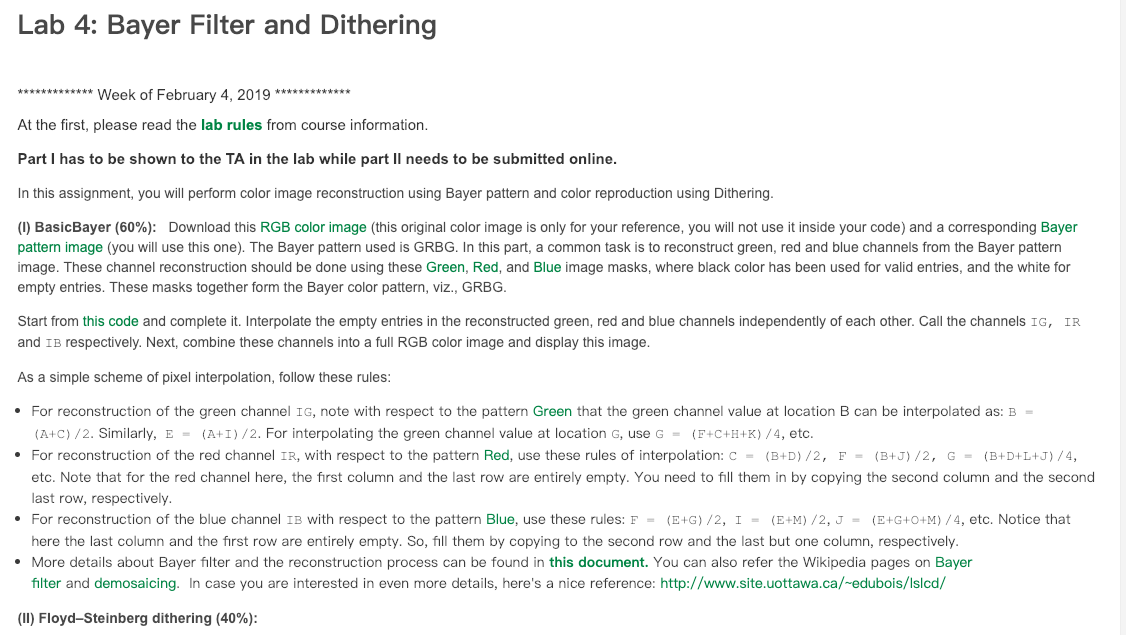 Lab 4: Bayer Filter and Dithering
************* Week of February 4, 2019 *************
At the first, please read the lab rules from course information.
Part I has to be shown to the TA in the lab while part II needs to be submitted online.
In this assignment, you will perform color image reconstruction using Bayer pattern and color reproduction using Dithering.
(I) BasicBayer (60%): Download this RGB color image (this original color image is only for your reference, you will not use it inside your code) and a corresponding Bayer
pattern image (you will use this one). The Bayer pattern used is GRBG. In this part, a common task is to reconstruct green, red and blue channels from the Bayer pattern
image. These channel reconstruction should be done using these Green, Red, and Blue image masks, where black color has been used for valid entries, and the white for
empty entries. These masks together form the Bayer color pattern, viz., GRBG.
Start from this code and complete it. Interpolate the empty entries in the reconstructed green, red and blue channels independently of each other. Call the channels IG, IR
and IB respectively. Next, combine these channels into a full RGB color image and display this image.
As a simple scheme of pixel interpolation, follow these rules:
• For reconstruction of the green channel IG, note with respect to the pattern Green that the green channel value at location B can be interpolated as: B =
(A+C)/2. Similarly, E = (A+I)/2. For interpolating the green channel value at location G, use G = (F+C+H+K)/4, etc.
• For reconstruction of the red channel IR, with respect to the pattern Red, use these rules of interpolation: C = (B+D)/2, F = (B+J)/2, G = (B+D+L+J)/4,
etc. Note that for the red channel here, the first column and the last row are entirely empty. You need to fill them in by copying the second column and the second
last row, respectively.
• For reconstruction of the blue channel IB with respect to the pattern Blue, use these rules: F = (E+G)/2, I = (E+M)/2, J = (E+G+O+M)/4, etc. Notice that
here the last column and the first row are entirely empty. So, fill them by copying to the second row and the last but one column, respectively.
• More details about Bayer filter and the reconstruction process can be found in this document. You can also refer the Wikipedia pages on Bayer
filter and demosaicing. In case you are interested in even more details, here's a nice reference: http://www.site.uottawa.ca/~edubois/lslcd/
(II) Floyd–Steinberg dithering (40%):